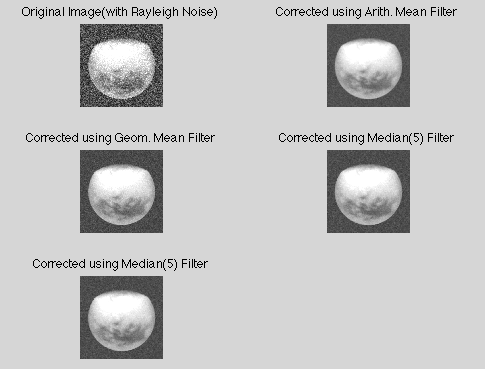 Original Image(with Rayleigh Noise)
Corrected using Arith. Mean Filter
Corrected using Geom. Mean Filter
Corrected using Median(5) Filter
Corrected using Median(5) Filter